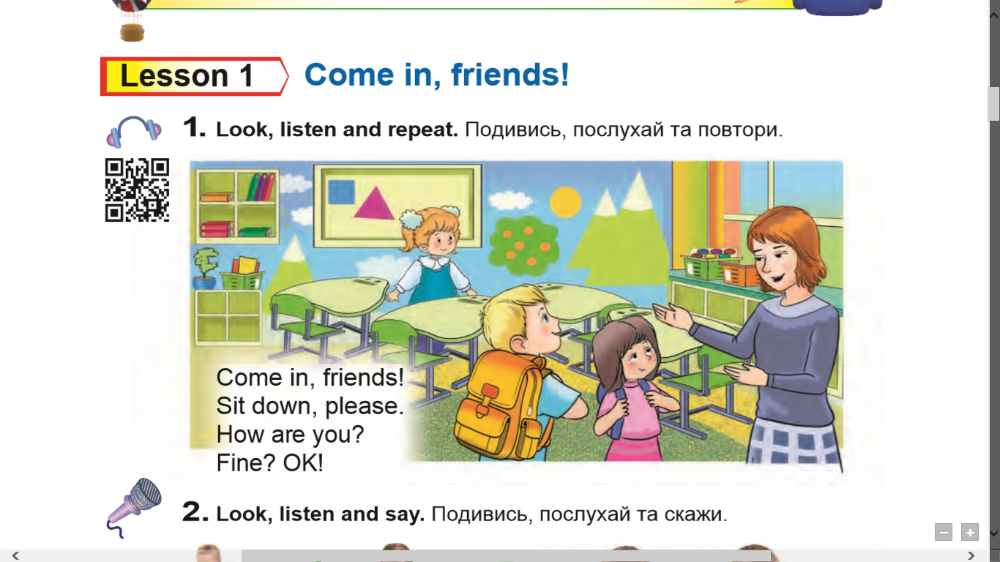 Lesson 1 Come in, friends!
1. Look, listen and repeat. Подивись, послухай та повтори.
Come in, friends!
Sit down, please.
How are you?
Fine? OK!
2. Look, listen and say. Подивись, послухай та скажи.